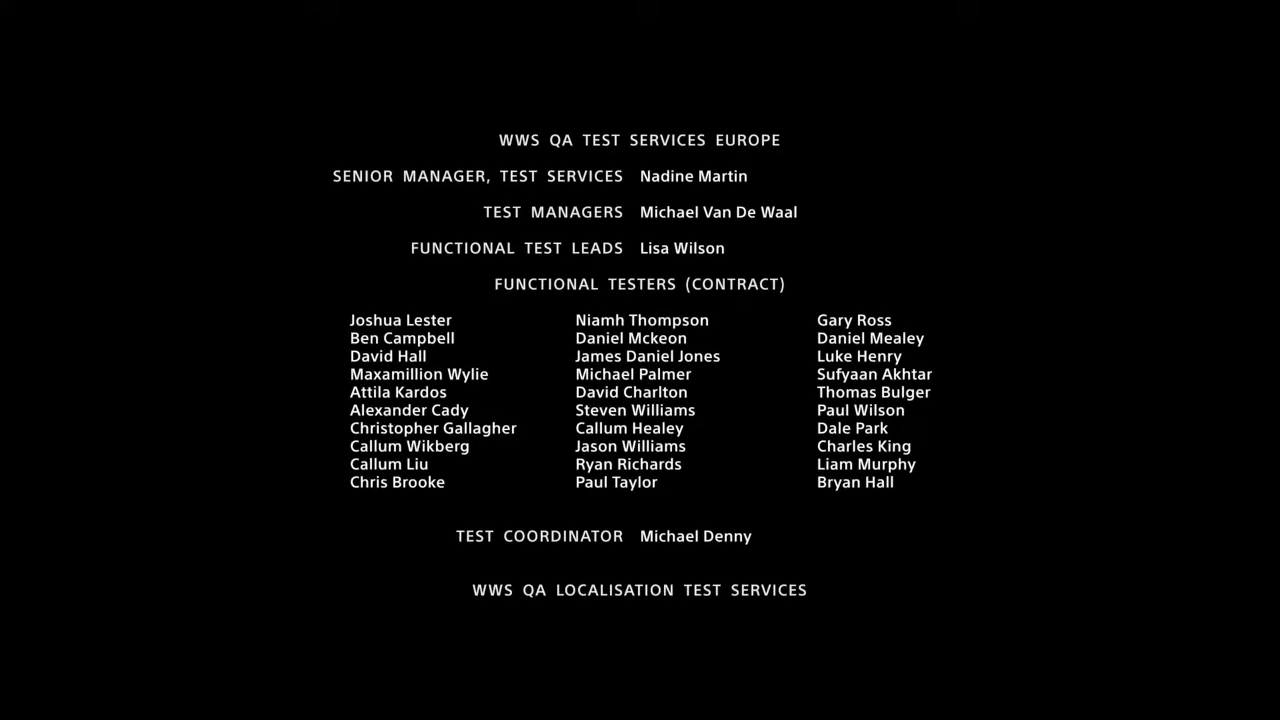 WWS QA TEST SERVICES EUROPE
SENIOR MANAGER, TEST SERVICES Nadine Martin
TEST MANAGERS Michael Van De Waal
FUNCTIONAL TEST LEADS Lisa Wilson
FUNCTIONAL TESTERS (CONTRACT)
Joshua Lester Niamh Thompson Gary Ross
Ben Campbell Daniel Mckeon Daniel Mealey
David Hall James Daniel Jones Luke Henry
Maxamillion Wylie Michael Palmer Sufyaan Akhtar
Attila Kardos David Charlton Thomas Bulger
Alexander Cady Steven Williams Paul Wilson
Christopher Gallagher Callum Healey Dale Park
Callum Wikberg Jason Williams Charles King
Callum Liu Ryan Richards Liam Murphy
Chris Brooke Paul Taylor Bryan Hall
TEST COORDINATOR Michael Denny
WWS QA LOCALISATION TEST SERVICES